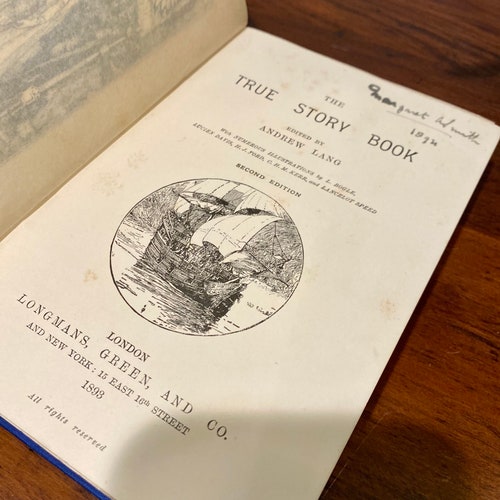 Margaret Smith
THE
TRUE STORY BOOK
EDITED BY
ANDREW LANG
WITH NUMEROUS ILLUSTRATIONS BY L. BOGLE,
LUCIEN DAVIS, H. J. FORD, C. H. M. KERR, and LANCELOT SPEED
SECOND EDITION
LONDON
LONGMANS, GREEN, AND CO.
AND NEW YORK: 15 EAST 16th STREET
1893
All rights reserved